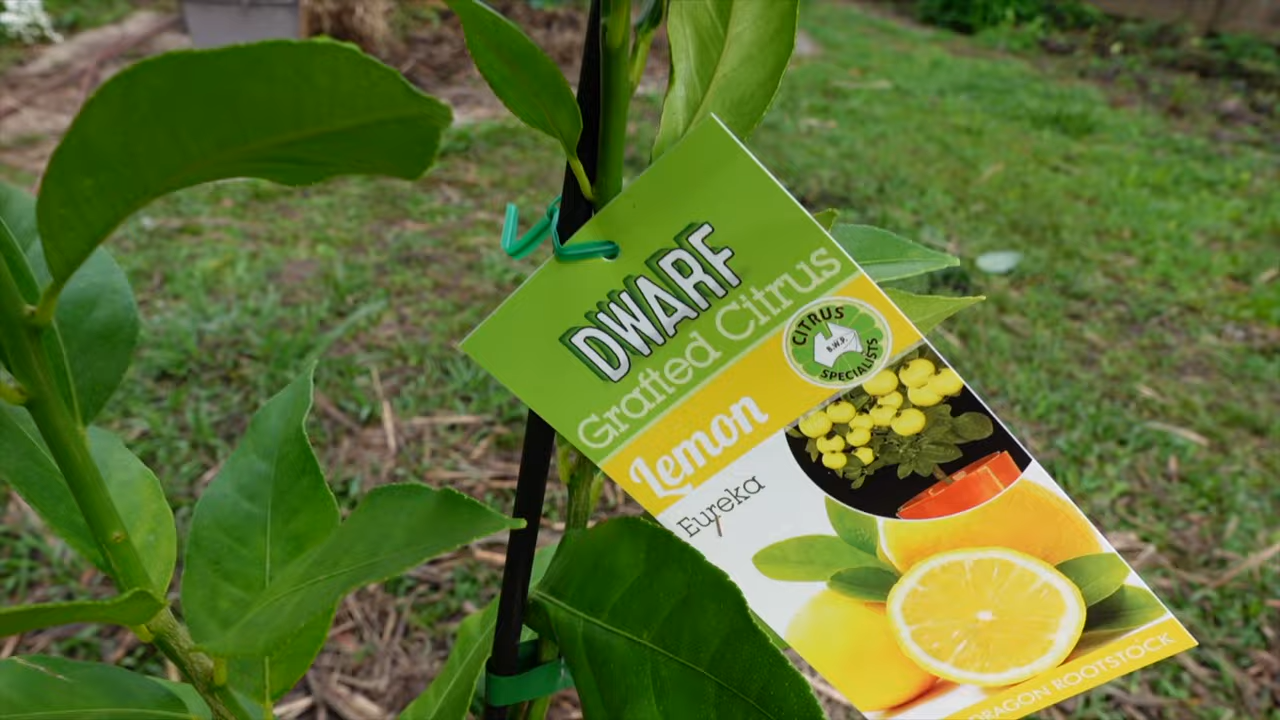 DWARF
Grafted Citrus
CITRUS
B.W.P.
SPECIALISTS
Lemon
Eureka
DRAGON ROOTSTOCK